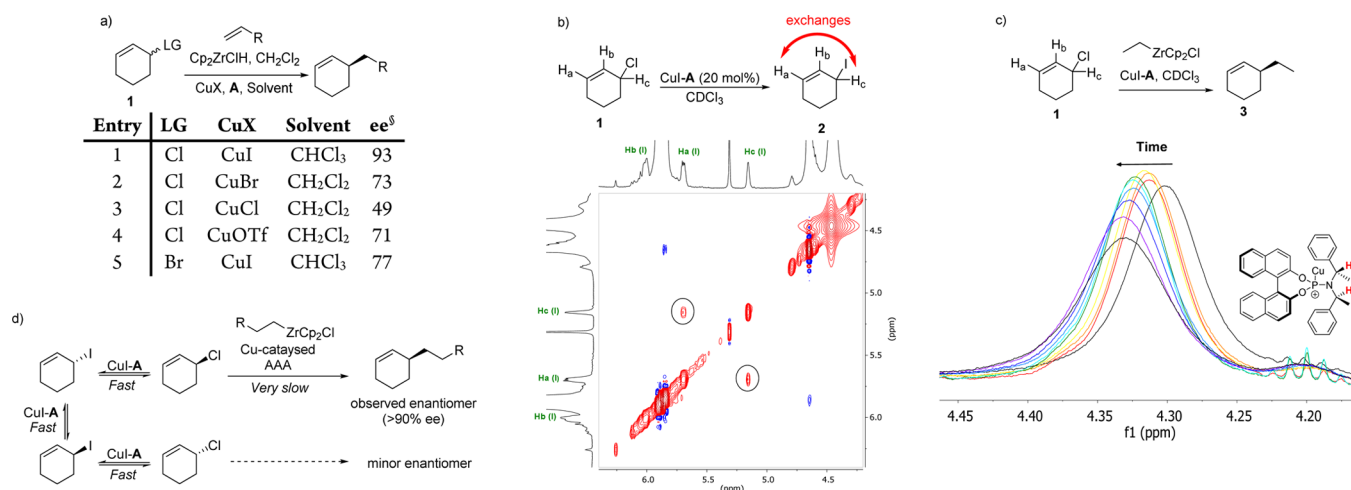 a)
LG
1
R
Cp₂ZrClH, CH₂Cl₂
CuX, A, Solvent
R
Entry LG CuX Solvent ee§
1 Cl CuI CHCl₃ 93
2 Cl CuBr CH₂Cl₂ 73
3 Cl CuCl CH₂Cl₂ 49
4 Cl CuOTf CH₂Cl₂ 71
5 Br CuI CHCl₃ 77
b)
exchanges
Ha
Hb
Cl
Hc
1
CuI-A (20 mol%)
CDCl₃
Ha
Hb
I
Hc
2
Hb (I)
Ha (I)
Hc (I)
Hc (I)
Ha (I)
Hb (I)
4.5
5.0
5.5
6.0
(ppm)
6.0 5.5 5.0 4.5
(ppm)
c)
Ha
Hb
Cl
Hc
1
ZrCp₂Cl
CuI-A, CDCl₃
3
Time
Cu
O
P
N
O
⊕
H
H
4.45 4.35 4.30 4.25 4.20
f1 (ppm)
d)
I
CuI-A
Fast
Cl
R
ZrCp₂Cl
Cu-cataysed
AAA
Very slow
R
observed enantiomer
(>90% ee)
CuI-A
Fast
I
CuI-A
Fast
Cl
minor enantiomer